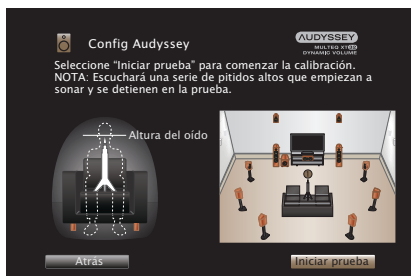 Config Audyssey
AUDYSSEY
MULTEQ XT32
DYNAMIC VOLUME
Seleccione “Iniciar prueba” para comenzar la calibración.
NOTA: Escuchará una serie de pitidos altos que empiezan a
sonar y se detienen en la prueba.
Altura del oído
Atrás
Iniciar prueba